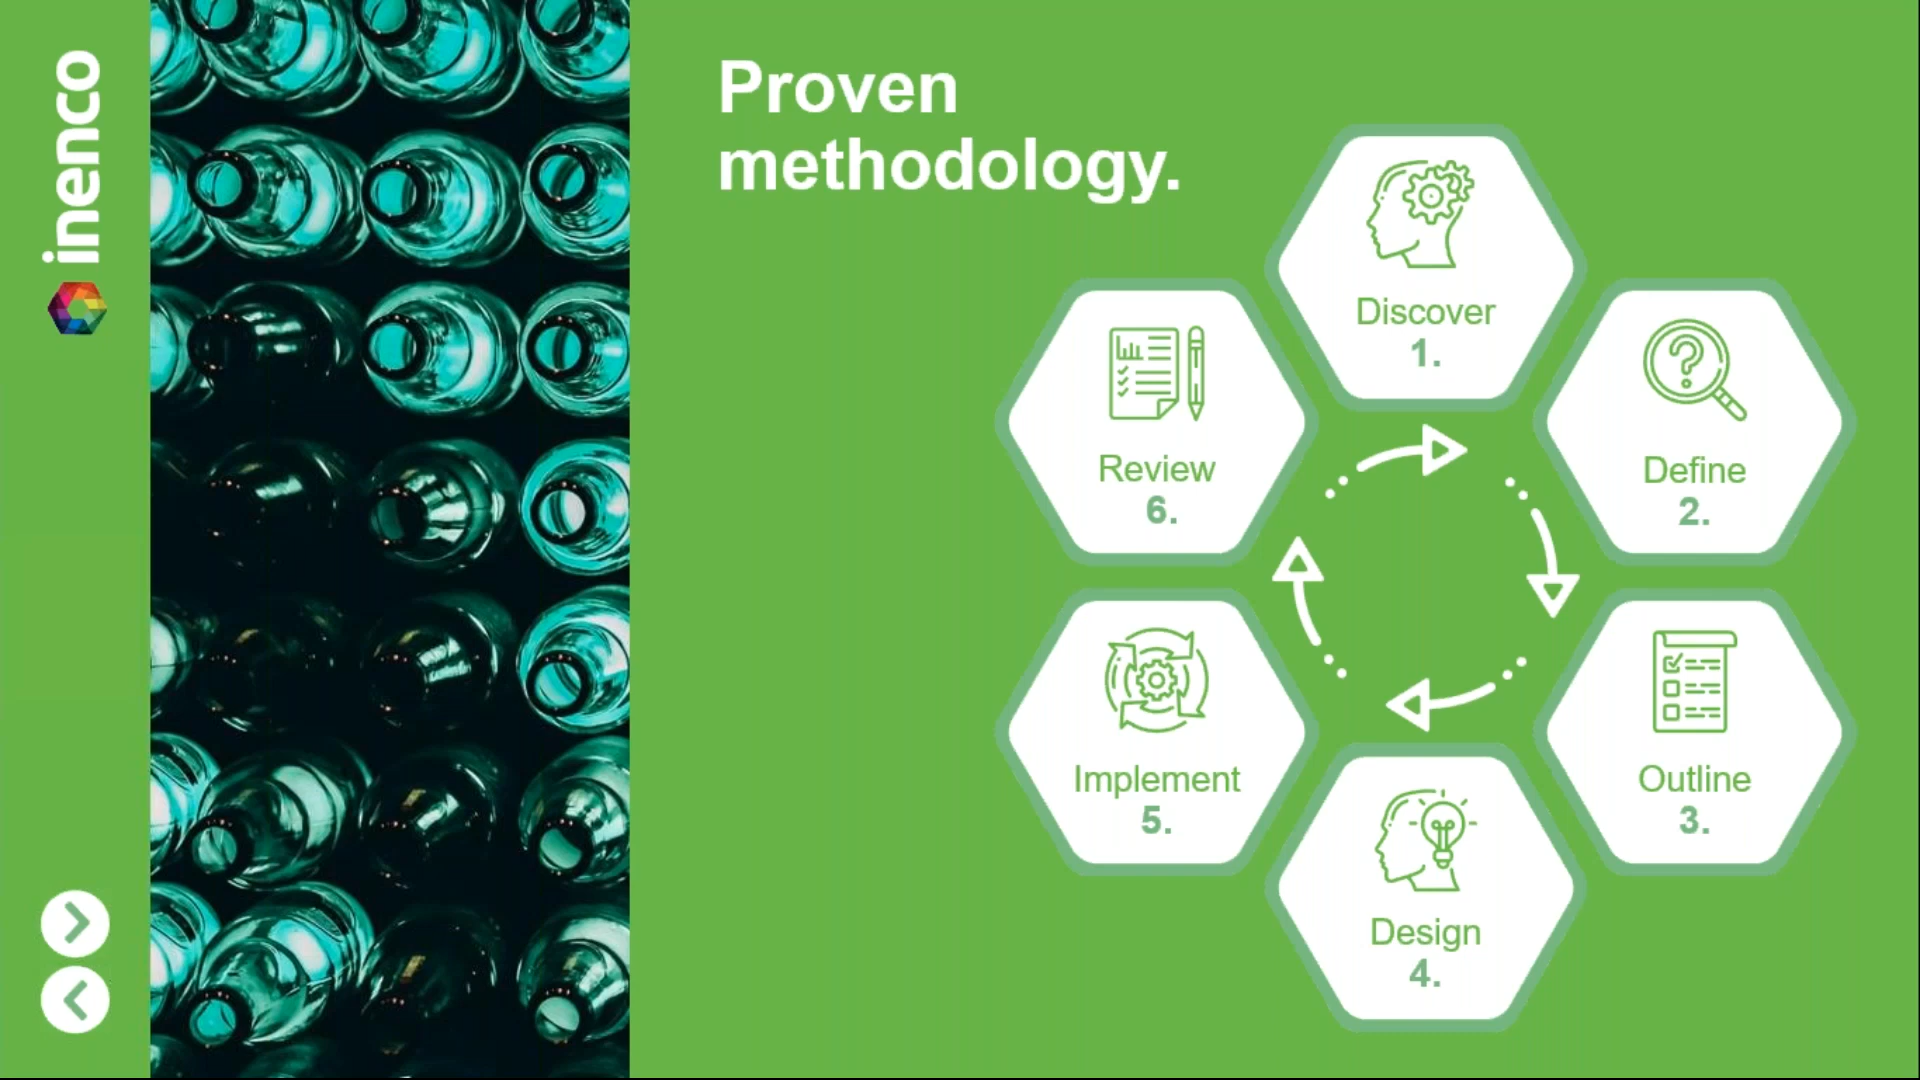 inenco
Proven
methodology.
Discover
1.
Define
2.
Outline
3.
Design
4.
Implement
5.
Review
6.